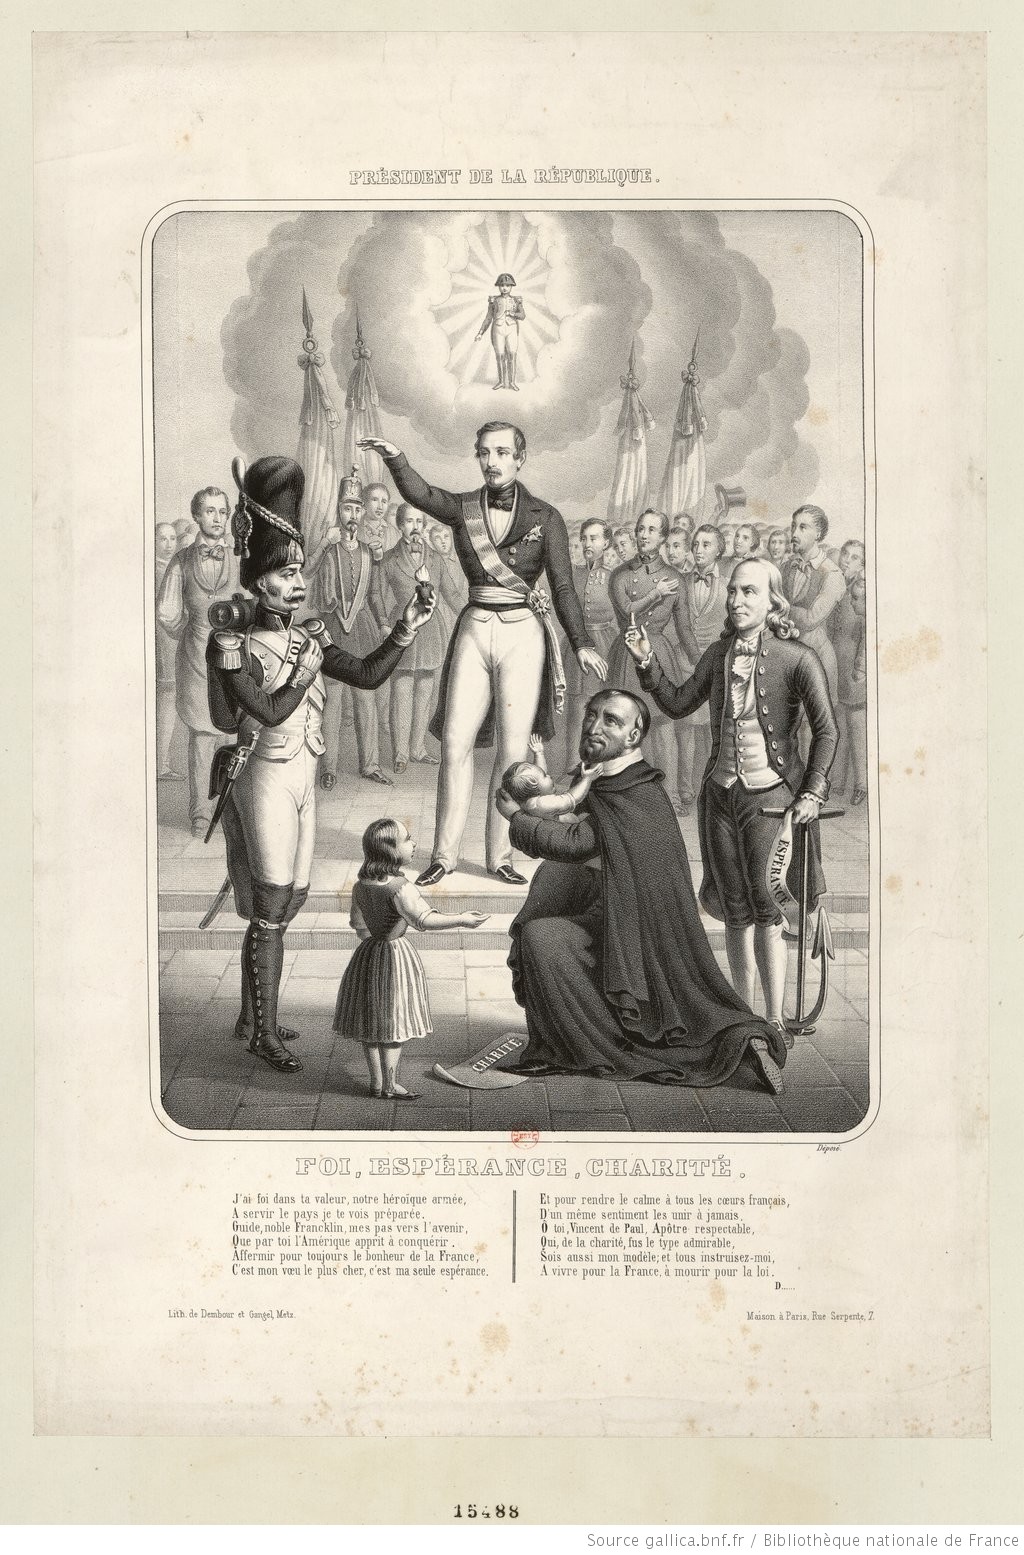 PRÉSIDENT DE LA RÉPUBLIQUE.
FOI
ESPÉRANCE.
CHARITÉ
Déposé.
FOI, ESPÉRANCE, CHARITÉ.
J'ai foi dans ta valeur, notre héroïque armée,
A servir le pays je te vois préparée.
Guide, noble Francklin, mes pas vers l'avenir,
Que par toi l'Amérique apprit à conquérir.
Affermir pour toujours le bonheur de la France,
C'est mon vœu le plus cher, c'est ma seule espérance.
Et pour rendre le calme à tous les cœurs français,
D'un même sentiment les unir à jamais,
O toi, Vincent de Paul, Apôtre respectable,
Qui, de la charité, fus le type admirable,
Sois aussi mon modèle; et tous instruisez-moi,
A vivre pour la France, à mourir pour la loi.
D......
Lith. de Dembour et Gangel, Metz.
Maison à Paris, Rue Serpente, 7.
15488
Source gallica.bnf.fr / Bibliothèque nationale de France